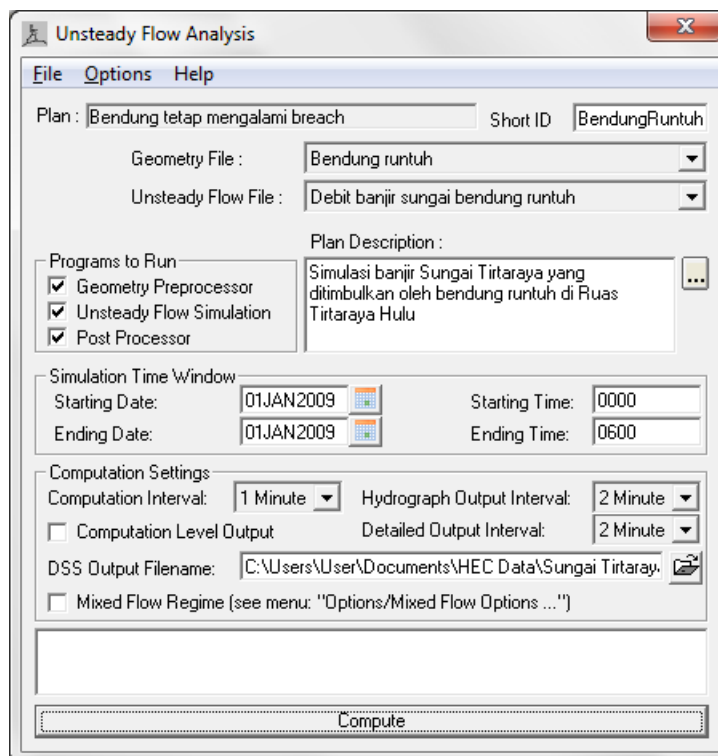 Unsteady Flow Analysis
File Options Help
Plan : Bendung tetap mengalami breach Short ID BendungRuntuh
Geometry File : Bendung runtuh
Unsteady Flow File : Debit banjir sungai bendung runtuh
Plan Description :
Programs to Run
Geometry Preprocessor
Unsteady Flow Simulation
Post Processor
Simulasi banjir Sungai Tirtaraya yang
ditimbulkan oleh bendung runtuh di Ruas
Tirtaraya Hulu
...
Simulation Time Window
Starting Date: 01JAN2009 Starting Time: 0000
Ending Date: 01JAN2009 Ending Time: 0600
Computation Settings
Computation Interval: 1 Minute Hydrograph Output Interval: 2 Minute
Computation Level Output Detailed Output Interval: 2 Minute
DSS Output Filename: C:\Users\User\Documents\HEC Data\Sungai Tirtaray
Mixed Flow Regime (see menu: "Options/Mixed Flow Options ...")
Compute